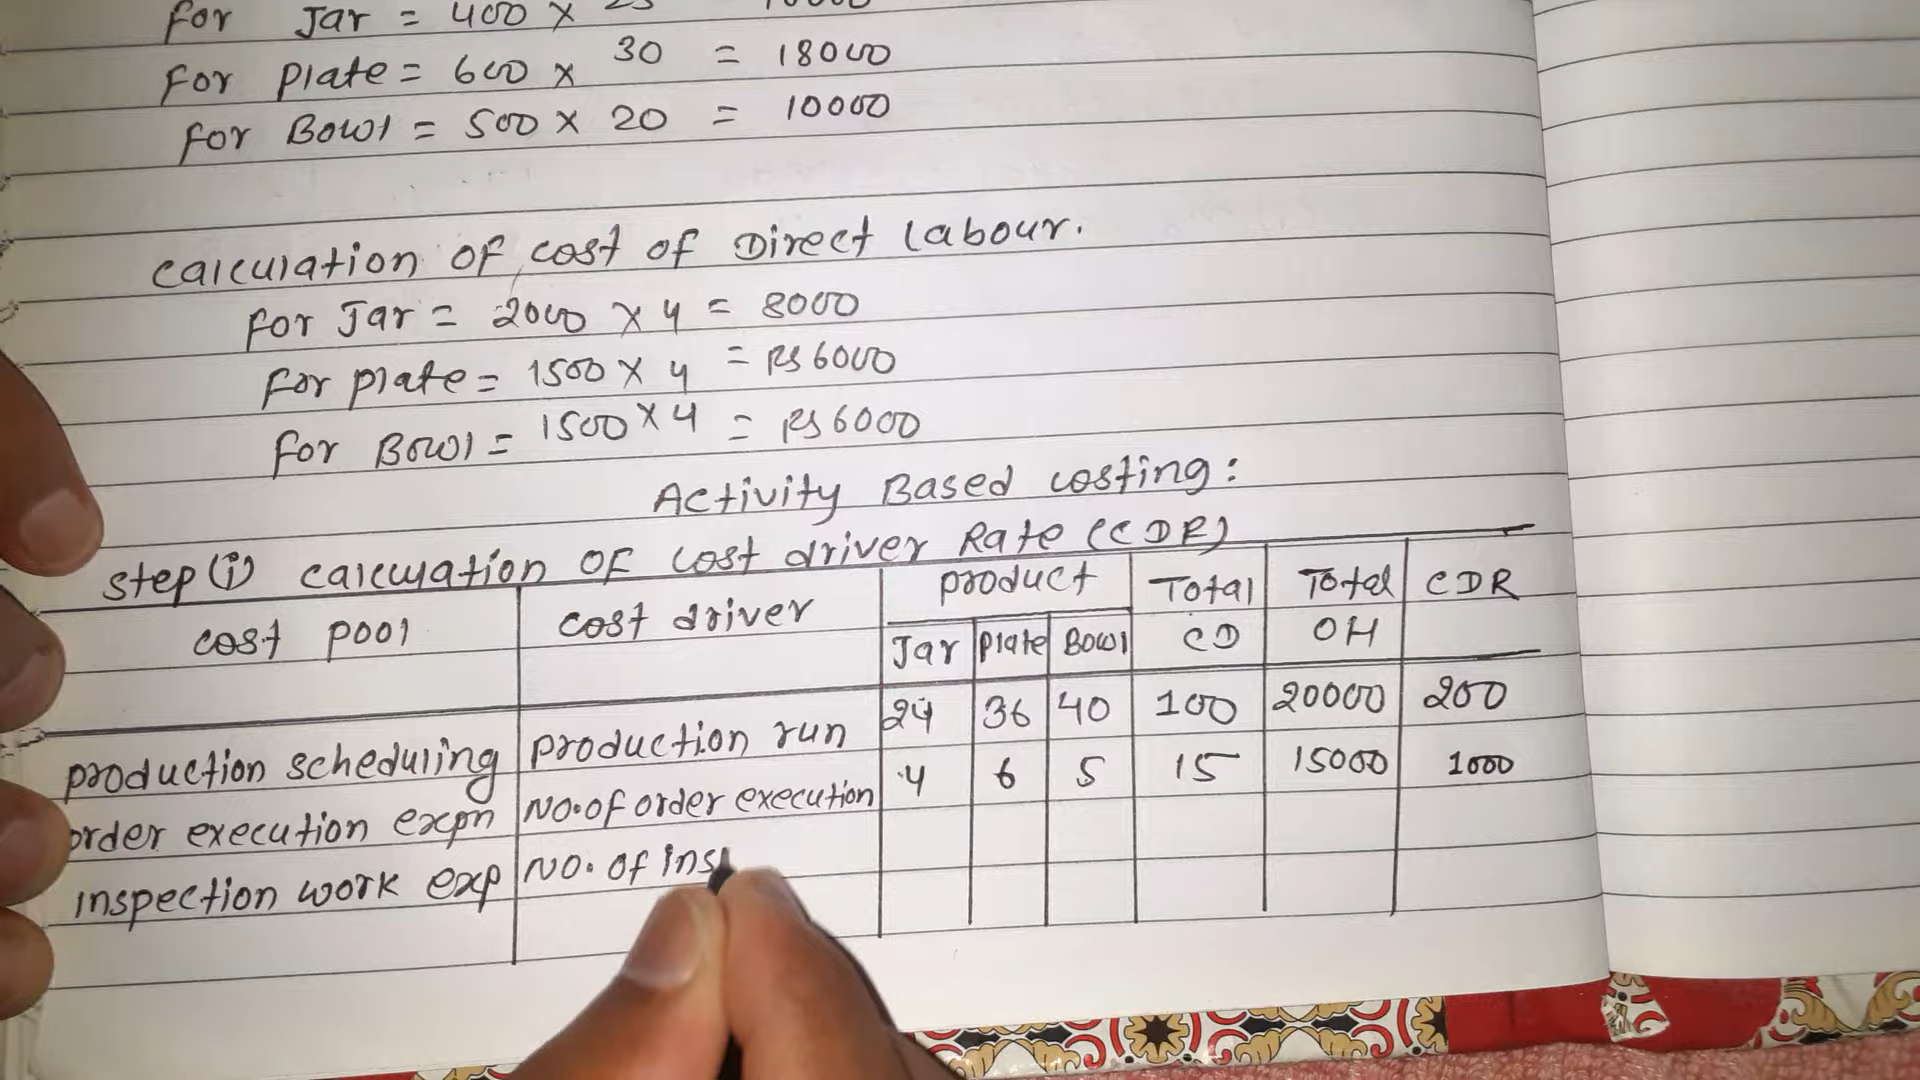 For Jar = 400 ×
For plate = 600 × 30 = 18000
For Bowl = 500 × 20 = 10000
calculation of cost of Direct labour.
For Jar = 2000 × 4 = 8000
For plate = 1500 × 4 = Rs 6000
For Bowl = 1500 × 4 = Rs 6000
Activity Based costing:
step (i) calculation of cost driver Rate (CDR)
cost pool cost driver product Total CD Total OH CDR
Jar plate Bowl
production scheduling production run 24 36 40 100 20000 200
order execution expn No. of order execution 4 6 5 15 15000 1000
inspection work exp No. of ins